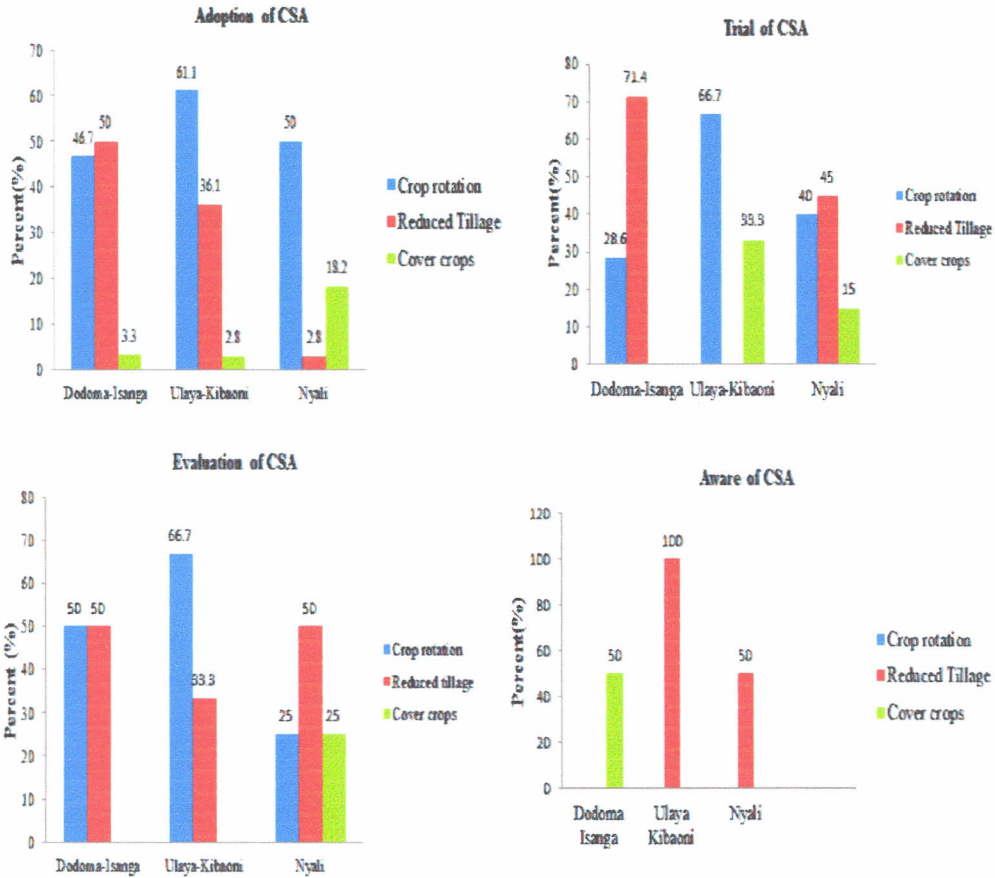 Adoption of CSA
70
60
50
40
30
20
10
0
Percent(%)
46.7
50
3.3
61.1
36.1
2.8
50
2.8
18.2
Dodoma-Isanga
Ulaya-Kibaoni
Nyali
Crop rotation
Reduced Tillage
Cover crops
Trial of CSA
80
70
60
50
40
30
20
10
0
Percent(%)
28.6
71.4
66.7
33.3
40
45
15
Dodoma-Isanga
Ulaya-Kibaoni
Nyali
Crop rotation
Reduced Tillage
Cover crops
Evaluation of CSA
80
70
60
50
40
30
20
10
0
Percent (%)
50
50
66.7
33.3
25
50
25
Dodoma-Isanga
Ulaya-Kibaoni
Nyali
Crop rotation
Reduced tillage
Cover crops
Aware of CSA
120
100
80
60
40
20
0
Percent(%)
50
100
50
Dodoma
Isanga
Ulaya
Kibaoni
Nyali
Crop rotation
Reduced Tillage
Cover crops